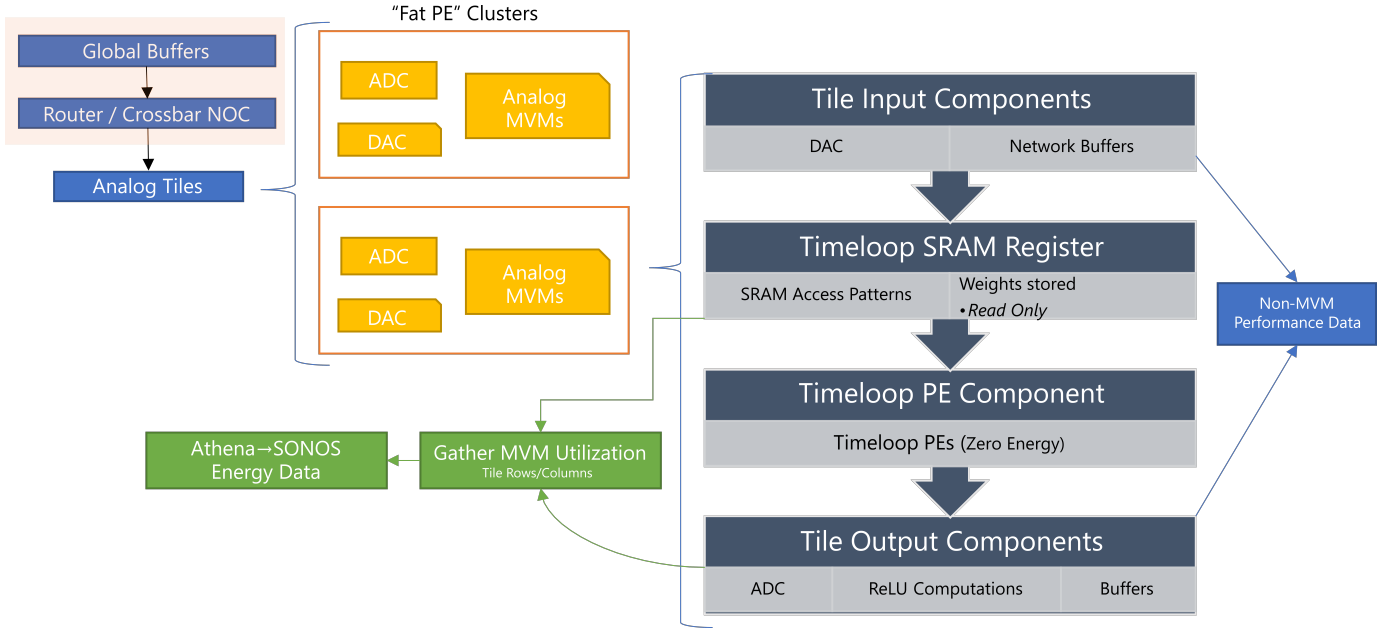 “Fat PE” Clusters
Global Buffers
Router / Crossbar NOC
Analog Tiles
ADC
DAC
Analog
MVMs
ADC
DAC
Analog
MVMs
Tile Input Components
DAC
Network Buffers
Timeloop SRAM Register
SRAM Access Patterns
Weights stored
•Read Only
Timeloop PE Component
Timeloop PEs (Zero Energy)
Tile Output Components
ADC
ReLU Computations
Buffers
Non-MVM
Performance Data
Gather MVM Utilization
Tile Rows/Columns
Athena→SONOS
Energy Data